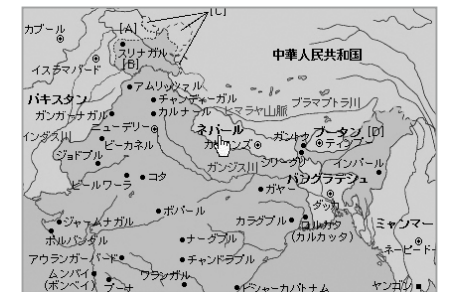 [C]
カブール
[A]
スリナガル
[B]
イスラマバード
中華人民共和国
パキスタン
アムリッツァル
チャンディーガル
カルナール
ヒマラヤ山脈
ブラマプトラ川
ガンガーナガル
インダス川
ニューデリー
ネパール
ガントク
ブータン [D]
ティンプー
ビーカネル
シリーグリ
インパール
ジョドプル
ガンジス川
バングラデシュ
ビールワーラ
コタ
ガヤー
ダッカ
ボパール
カラグプル
コルカタ
(カルカッタ)
ミャンマー
ジャームナガル
ポルバンダル
ナーグプル
ネーピード
アウランガーバード
チャンドラプル
ムンバイ
(ボンベイ)
プーナ
ワランガル
ビシャーカパトナム
ヤンゴン